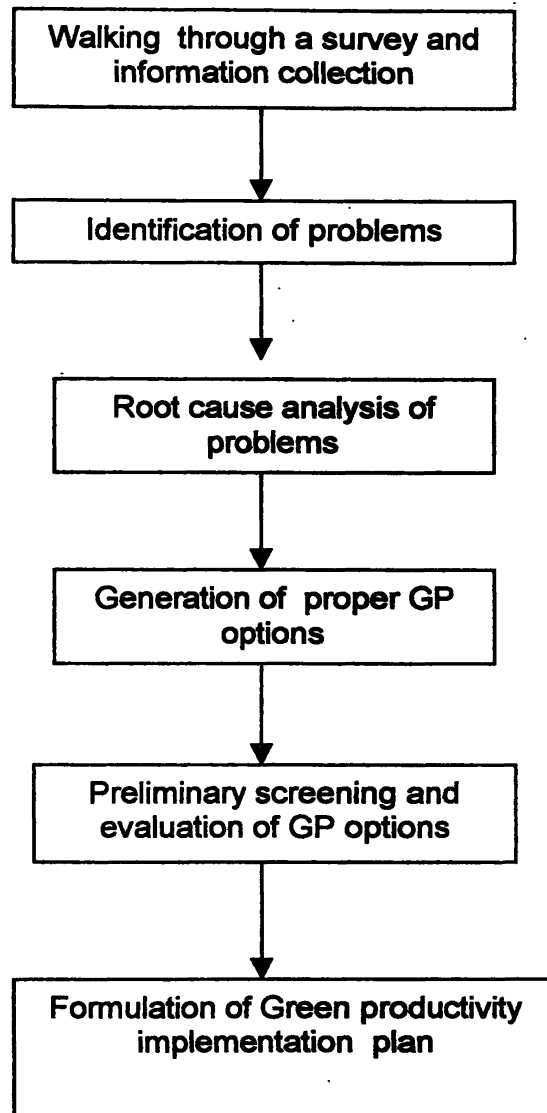 Walking through a survey and
information collection
Identification of problems
Root cause analysis of
problems
Generation of proper GP
options
Preliminary screening and
evaluation of GP options
Formulation of Green productivity
implementation plan